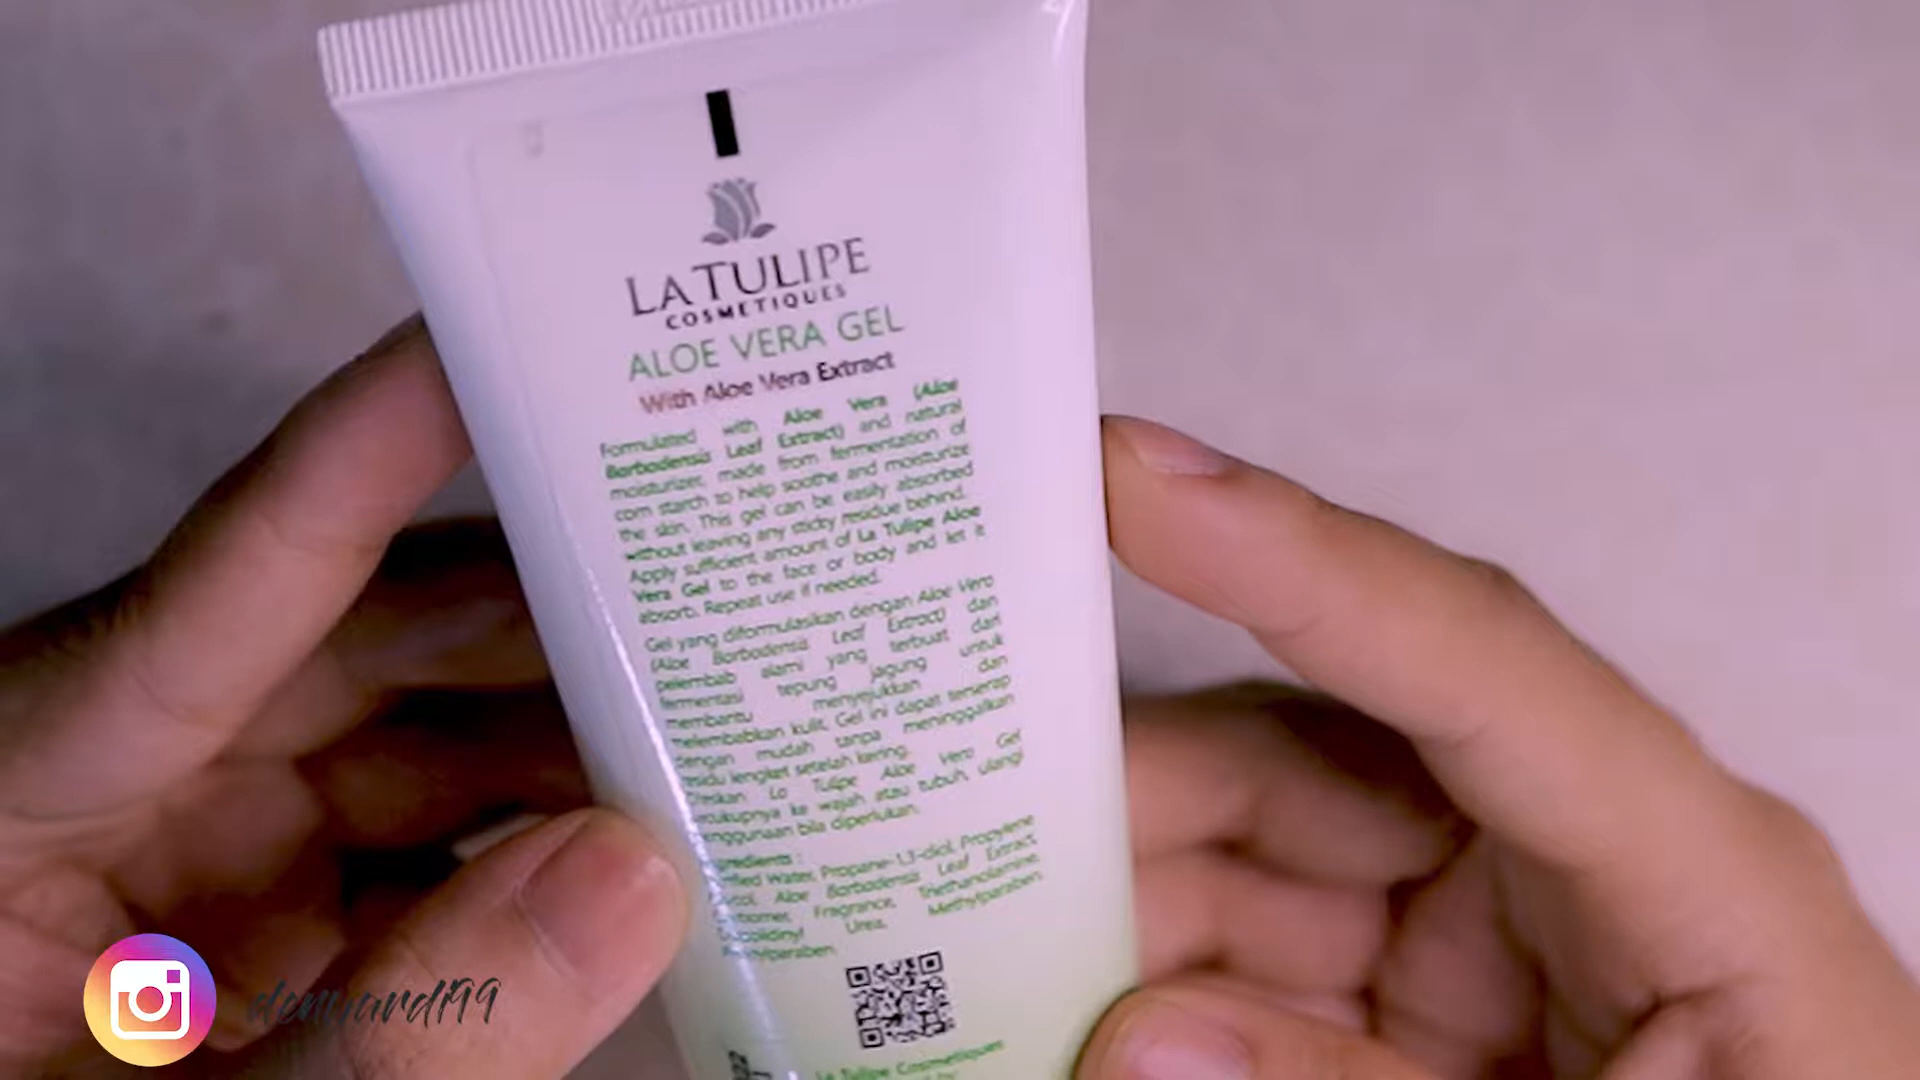 LA TULIPE
COSMETIQUES
ALOE VERA GEL
With Aloe Vera Extract
Formulated with Aloe Vera (Aloe
Barbadensis Leaf Extract) and natural
moisturizer, made from fermentation of
corn starch to help soothe and moisturize
the skin. This gel can be easily absorbed
without leaving any sticky residue behind.
Apply sufficient amount of La Tulipe Aloe
Vera Gel to the face or body and let it
absorb. Repeat use if needed.
Gel yang diformulasikan dengan Aloe Vera
(Aloe Barbadensis Leaf Extract) dan
pelembab alami yang terbuat dari
fermentasi tepung jagung untuk
membantu menyejukkan dan
melembabkan kulit. Gel ini dapat terserap
dengan mudah tanpa meninggalkan
residu lengket setelah kering.
La Tulipe Aloe Vera Gel
ke wajah atau tubuh, ulangi
bila diperlukan.
Water, Propane-1,3-diol, Propylene
Aloe Barbadensis Leaf Extract,
Fragrance, Triethanolamine,
Urea, Methylparaben,
La Tulipe Cosmetiques
denyardi99